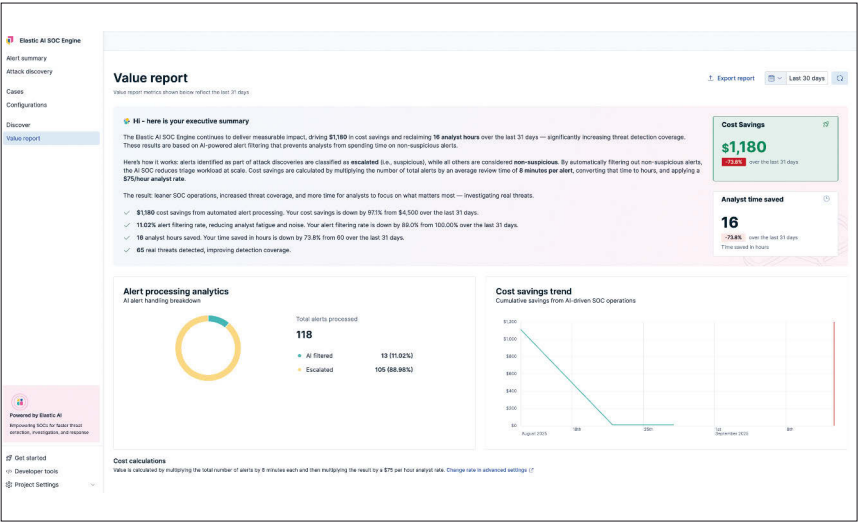 Elastic AI SOC Engine
Alert summary
Attack discovery
Cases
Configurations
Discover
Value report
Powered by Elastic AI
Empowering SOCs for faster threat
detection, investigation, and response
Get started
Developer tools
Project Settings
Value report
Value report metrics shown below reflect the last 31 days
Export report
Last 30 days
Hi - here is your executive summary
The Elastic AI SOC Engine continues to deliver measurable impact, driving $1,180 in cost savings and reclaiming 16 analyst hours over the last 31 days — significantly increasing threat detection coverage.
These results are based on AI-powered alert filtering that prevents analysts from spending time on non-suspicious alerts.
Here's how it works: alerts identified as part of attack discoveries are classified as escalated (i.e., suspicious), while all others are considered non-suspicious. By automatically filtering out non-suspicious alerts,
the AI SOC reduces triage workload at scale. Cost savings are calculated by multiplying the number of total alerts by an average review time of 8 minutes per alert, converting that time to hours, and applying a
$75/hour analyst rate.
The result: leaner SOC operations, increased threat coverage, and more time for analysts to focus on what matters most — investigating real threats.
$1,180 cost savings from automated alert processing. Your cost savings is down by 97.1% from $4,500 over the last 31 days.
11.02% alert filtering rate, reducing analyst fatigue and noise. Your alert filtering rate is down by 89.0% from 100.00% over the last 31 days.
16 analyst hours saved. Your time saved in hours is down by 73.8% from 60 over the last 31 days.
65 real threats detected, improving detection coverage.
Cost Savings
$1,180
-73.8% over the last 31 days
Analyst time saved
16
-73.8% over the last 31 days
Time saved in hours
Alert processing analytics
AI alert handling breakdown
Total alerts processed
118
AI filtered 13 (11.02%)
Escalated 105 (88.98%)
Cost savings trend
Cumulative savings from AI-driven SOC operations
$1,200
$1,000
$800
$600
$400
$200
$0
18th 25th 1st 8th
August 2025 September 2025
Cost calculations
Value is calculated by multiplying the total number of alerts by 8 minutes each and then multiplying the result by a $75 per hour analyst rate. Change rate in advanced settings